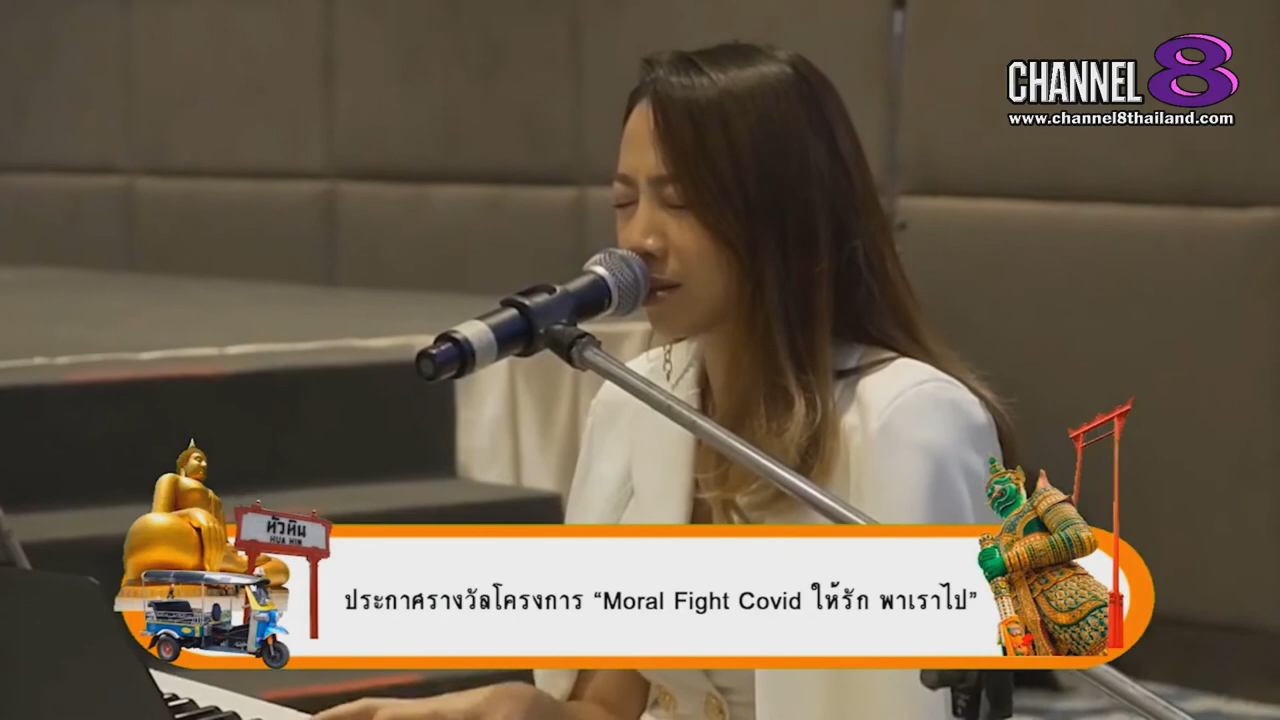 CHANNEL 8
www.channel8thailand.com
หัวหิน
HUA HIN
ประกาศรางวัลโครงการ “Moral Fight Covid ให้รัก พาเราไป”